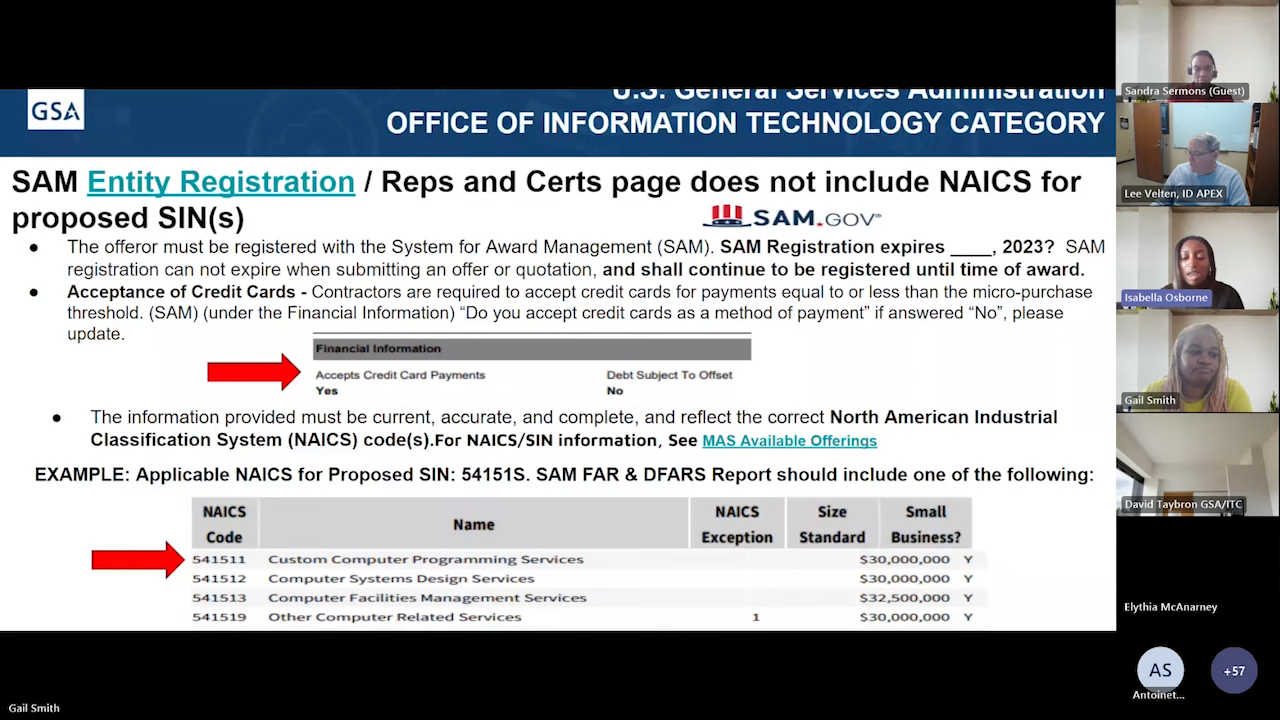 U.S. General Services Administration
GSA
OFFICE OF INFORMATION TECHNOLOGY CATEGORY
SAM Entity Registration / Reps and Certs page does not include NAICS for
proposed SIN(s)
SAM.GOV®
● The offeror must be registered with the System for Award Management (SAM). SAM Registration expires ____, 2023? SAM
registration can not expire when submitting an offer or quotation, and shall continue to be registered until time of award.
● Acceptance of Credit Cards - Contractors are required to accept credit cards for payments equal to or less than the micro-purchase
threshold. (SAM) (under the Financial Information) “Do you accept credit cards as a method of payment” if answered “No”, please
update.
Financial Information
Accepts Credit Card Payments Debt Subject To Offset
Yes No
● The information provided must be current, accurate, and complete, and reflect the correct North American Industrial
Classification System (NAICS) code(s).For NAICS/SIN information, See MAS Available Offerings
EXAMPLE: Applicable NAICS for Proposed SIN: 54151S. SAM FAR & DFARS Report should include one of the following:
NAICS Code Name NAICS Exception Size Standard Small Business?
541511 Custom Computer Programming Services $30,000,000 Y
541512 Computer Systems Design Services $30,000,000 Y
541513 Computer Facilities Management Services $32,500,000 Y
541519 Other Computer Related Services 1 $30,000,000 Y
Sandra Sermons (Guest)
Lee Velten, ID APEX
Isabella Osborne
Gail Smith
David Taybron GSA/ITC
Elythia McAnarney
AS
Antoinet...
+57
Gail Smith